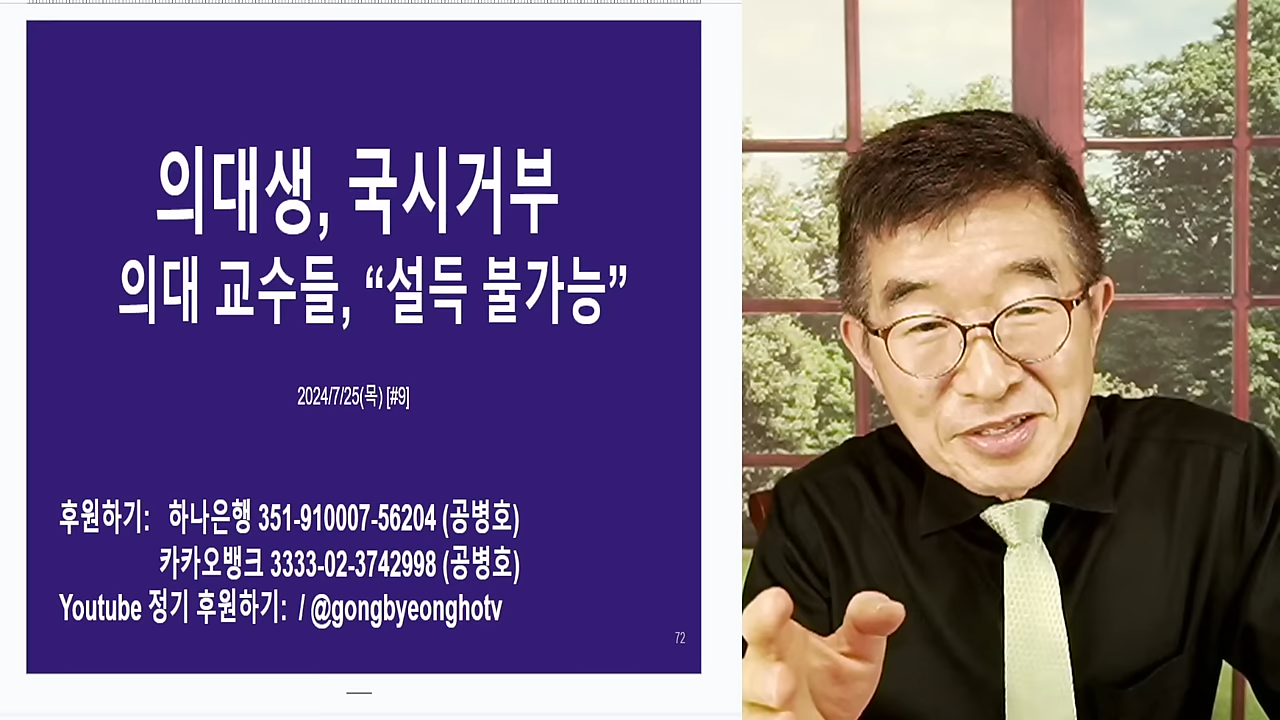 의대생, 국시거부
의대 교수들, “설득 불가능”
2024/7/25(목) [#9]
후원하기: 하나은행 351-910007-56204 (공병호)
카카오뱅크 3333-02-3742998 (공병호)
Youtube 정기 후원하기: / @gongbyeonghotv
72